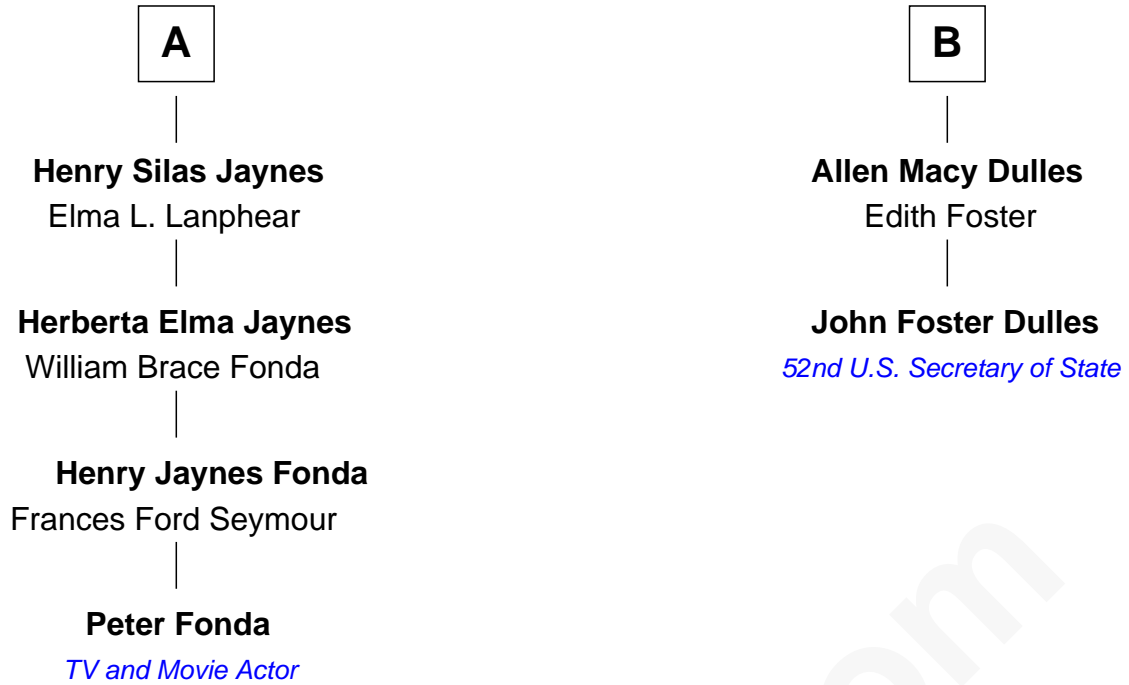 A
Henry Silas Jaynes
Elma L. Lanphear
Herberta Elma Jaynes
William Brace Fonda
Henry Jaynes Fonda
Frances Ford Seymour
Peter Fonda
TV and Movie Actor
B
Allen Macy Dulles
Edith Foster
John Foster Dulles
52nd U.S. Secretary of State
om